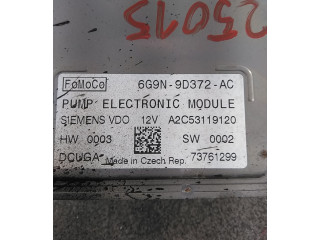 25015
FoMoCo 6G9N-9D372-AC
PUMP ELECTRONIC MODULE
SIEMENS VDO 12V A2C53119120
HW 0003 SW 0002
DCUGA 73761299
Made in Czech Rep.